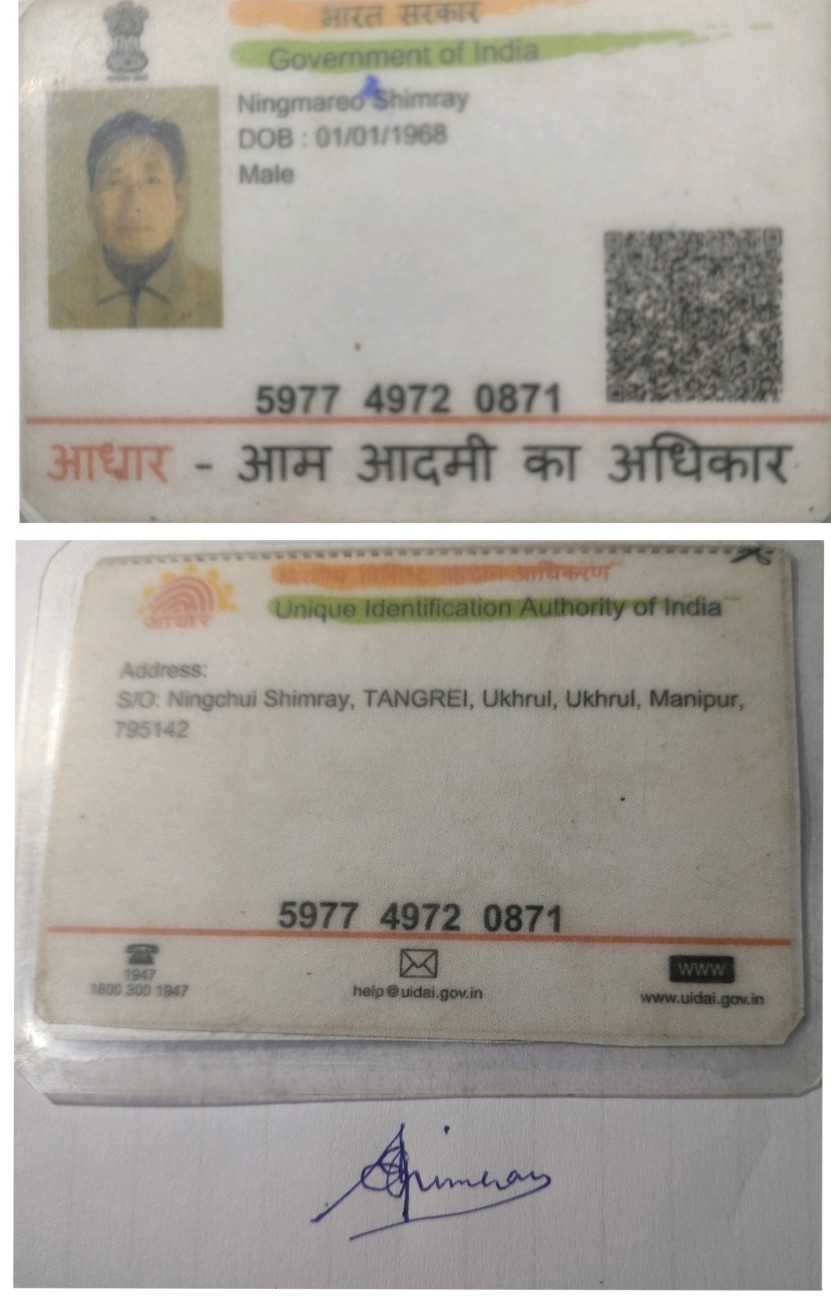 भारत सरकार
Government of India
Ningmareo Shimray
DOB : 01/01/1968
Male
5977 4972 0871
आधार - आम आदमी का अधिकार
आधार
Unique Identification Authority of India
Address:
S/O: Ningchui Shimray, TANGREI, Ukhrul, Ukhrul, Manipur,
795142
5977 4972 0871
1947
1800 300 1947
help@uidai.gov.in
WWW
www.uidai.gov.in